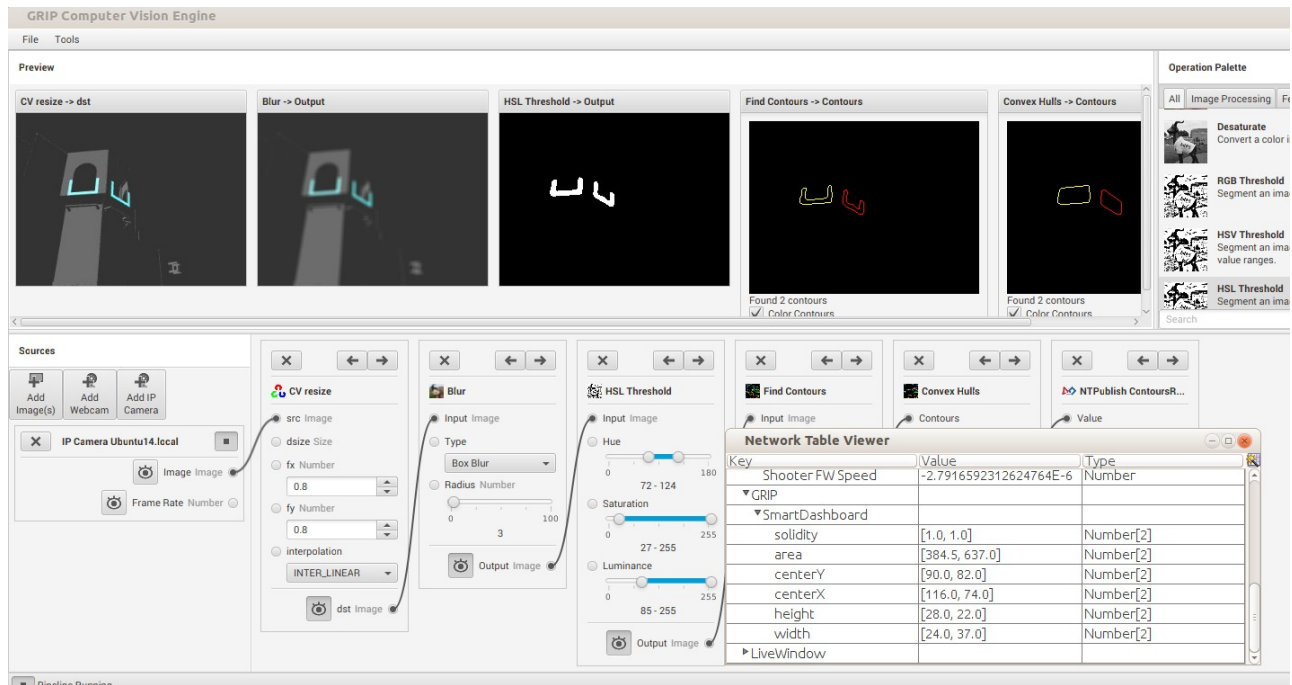 GRIP Computer Vision Engine
File Tools
Preview
Operation Palette
CV resize -> dst
Blur -> Output
HSL Threshold -> Output
Find Contours -> Contours
Convex Hulls -> Contours
All Image Processing Fe
Desaturate
Convert a color i
RGB Threshold
Segment an ima
HSV Threshold
Segment an ima
value ranges.
HSL Threshold
Segment an ima
Search
Found 2 contours
Color Contours
Found 2 contours
Color Contours
Sources
Add Image(s)
Add Webcam
Add IP Camera
IP Camera Ubuntu14.local
Image Image
Frame Rate Number
CV resize
src Image
dsize Size
fx Number
0.8
fy Number
0.8
interpolation
INTER_LINEAR
dst Image
Blur
Input Image
Type
Box Blur
Radius Number
0 100
3
Output Image
HSL Threshold
Input Image
Hue
0 180
72 - 124
Saturation
0 255
27 - 255
Luminance
0 255
85 - 255
Output Image
Find Contours
Input Image
Convex Hulls
Contours
NTPublish ContoursR...
Value
Network Table Viewer
Key Value Type
Shooter FW Speed -2.7916592312624764E-6 Number
GRIP
SmartDashboard
solidity [1.0, 1.0] Number[2]
area [384.5, 637.0] Number[2]
centerY [90.0, 82.0] Number[2]
centerX [116.0, 74.0] Number[2]
height [28.0, 22.0] Number[2]
width [24.0, 37.0] Number[2]
LiveWindow
Pipeline Running